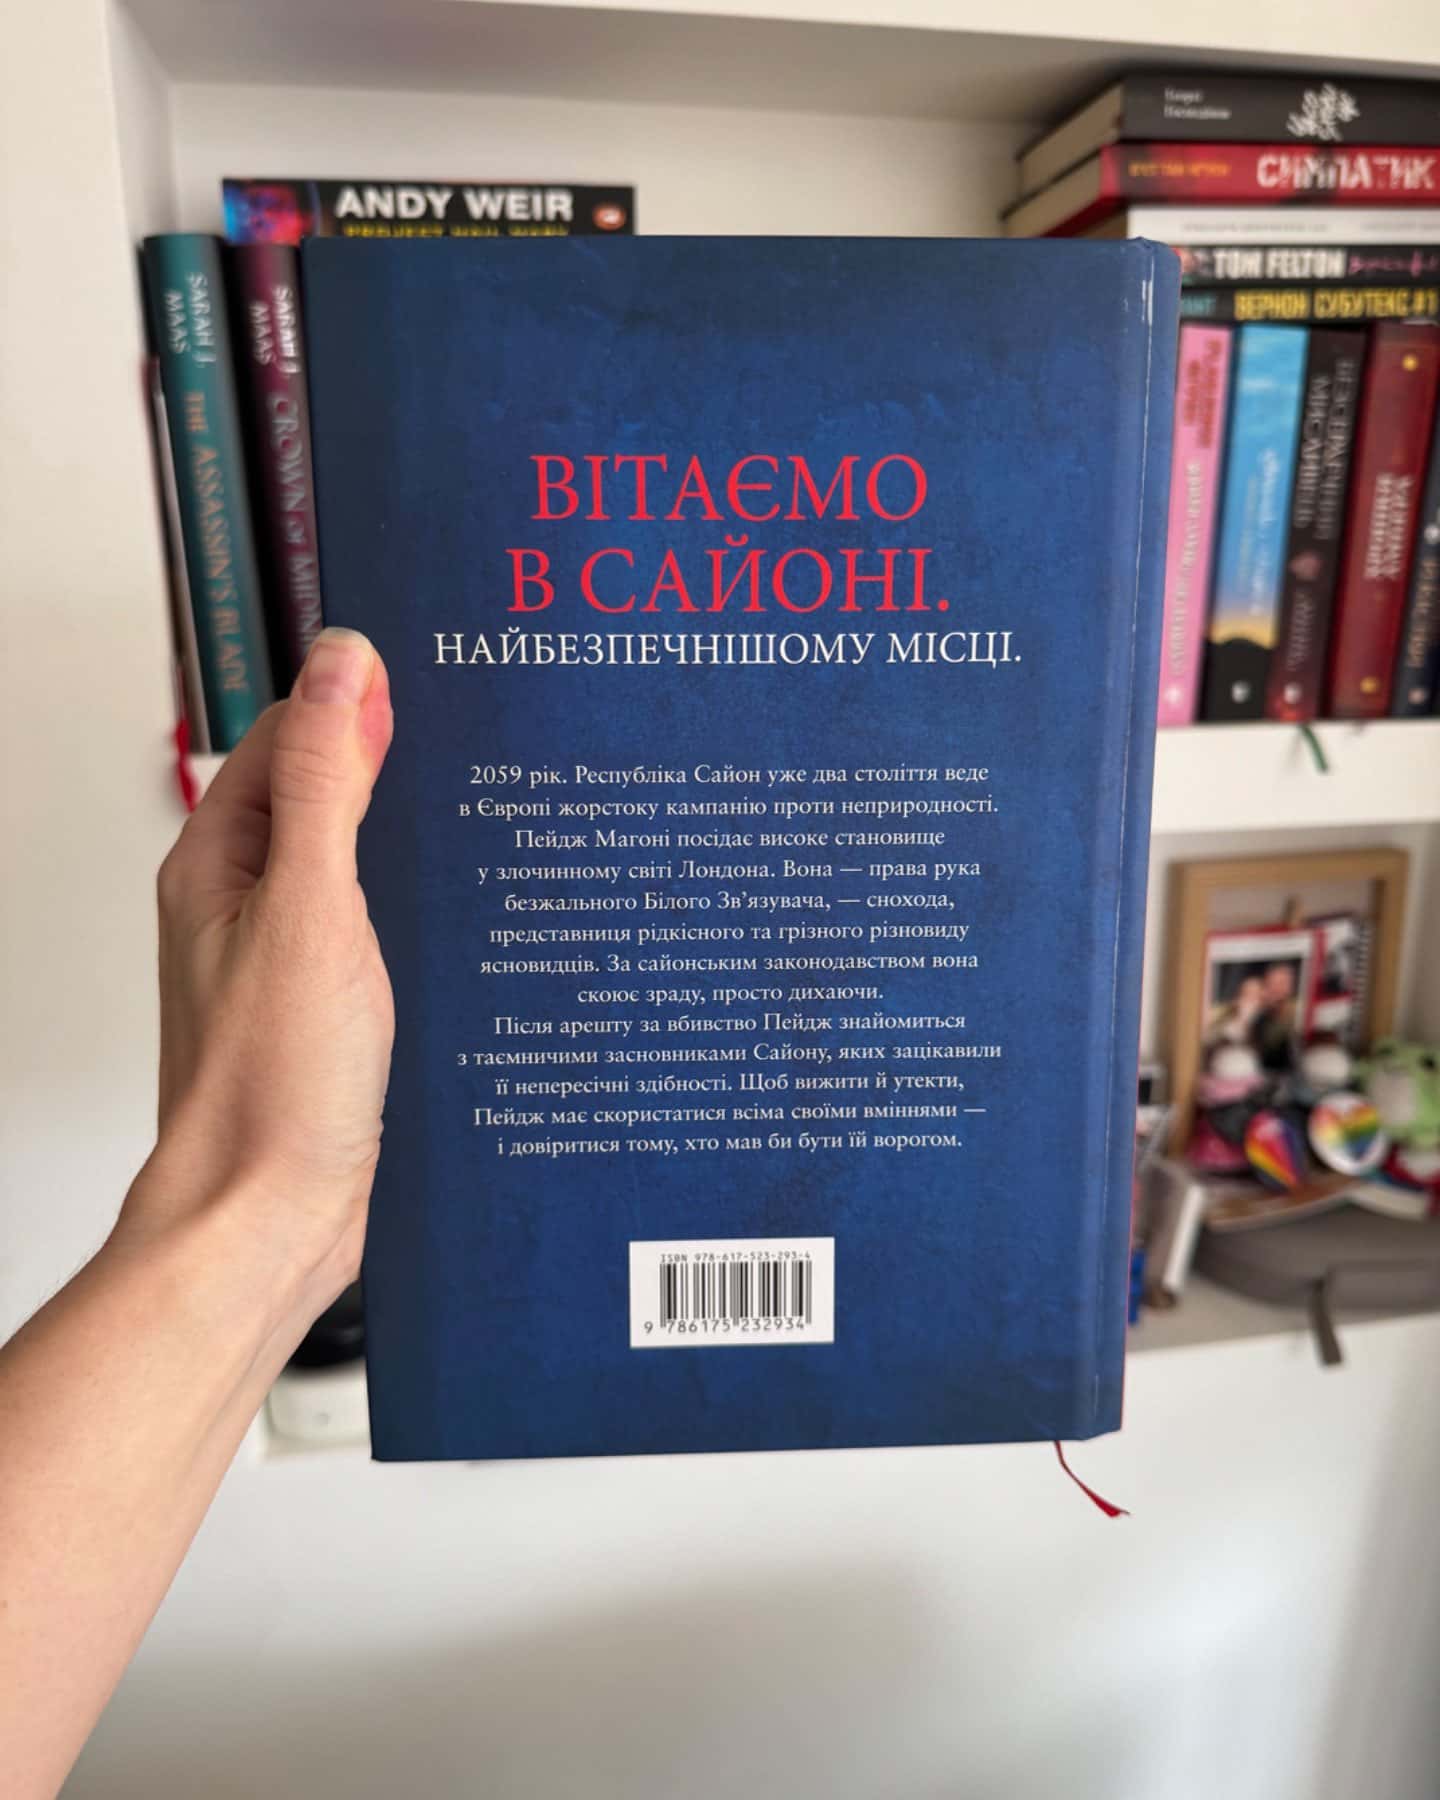 ANDY WEIR
PROJECT HAIL MARY
SARAH J.
MAAS
THE ASSASSIN'S BLADE
SARAH J.
MAAS
CROWN OF MIDNI
СИМПАТИК
TOM FELTON
ВЕРНОН СУБУТЕКС #1
ВІТАЄМО
В САЙОНІ.
НАЙБЕЗПЕЧНІШОМУ МІСЦІ.
2059 рік. Республіка Сайон уже два століття веде
в Європі жорстоку кампанію проти неприродності.
Пейдж Магоні посідає високе становище
у злочинному світі Лондона. Вона — права рука
безжального Білого Зв’язувача, — снохода,
представниця рідкісного та грізного різновиду
ясновидців. За сайонським законодавством вона
скоює зраду, просто дихаючи.
Після арешту за вбивство Пейдж знайомиться
з таємничими засновниками Сайону, яких зацікавили
її непересічні здібності. Щоб вижити й утекти,
Пейдж має скористатися всіма своїми вміннями —
і довіритися тому, хто мав би бути їй ворогом.
ISBN 978-617-523-293-4
9 786175 232934